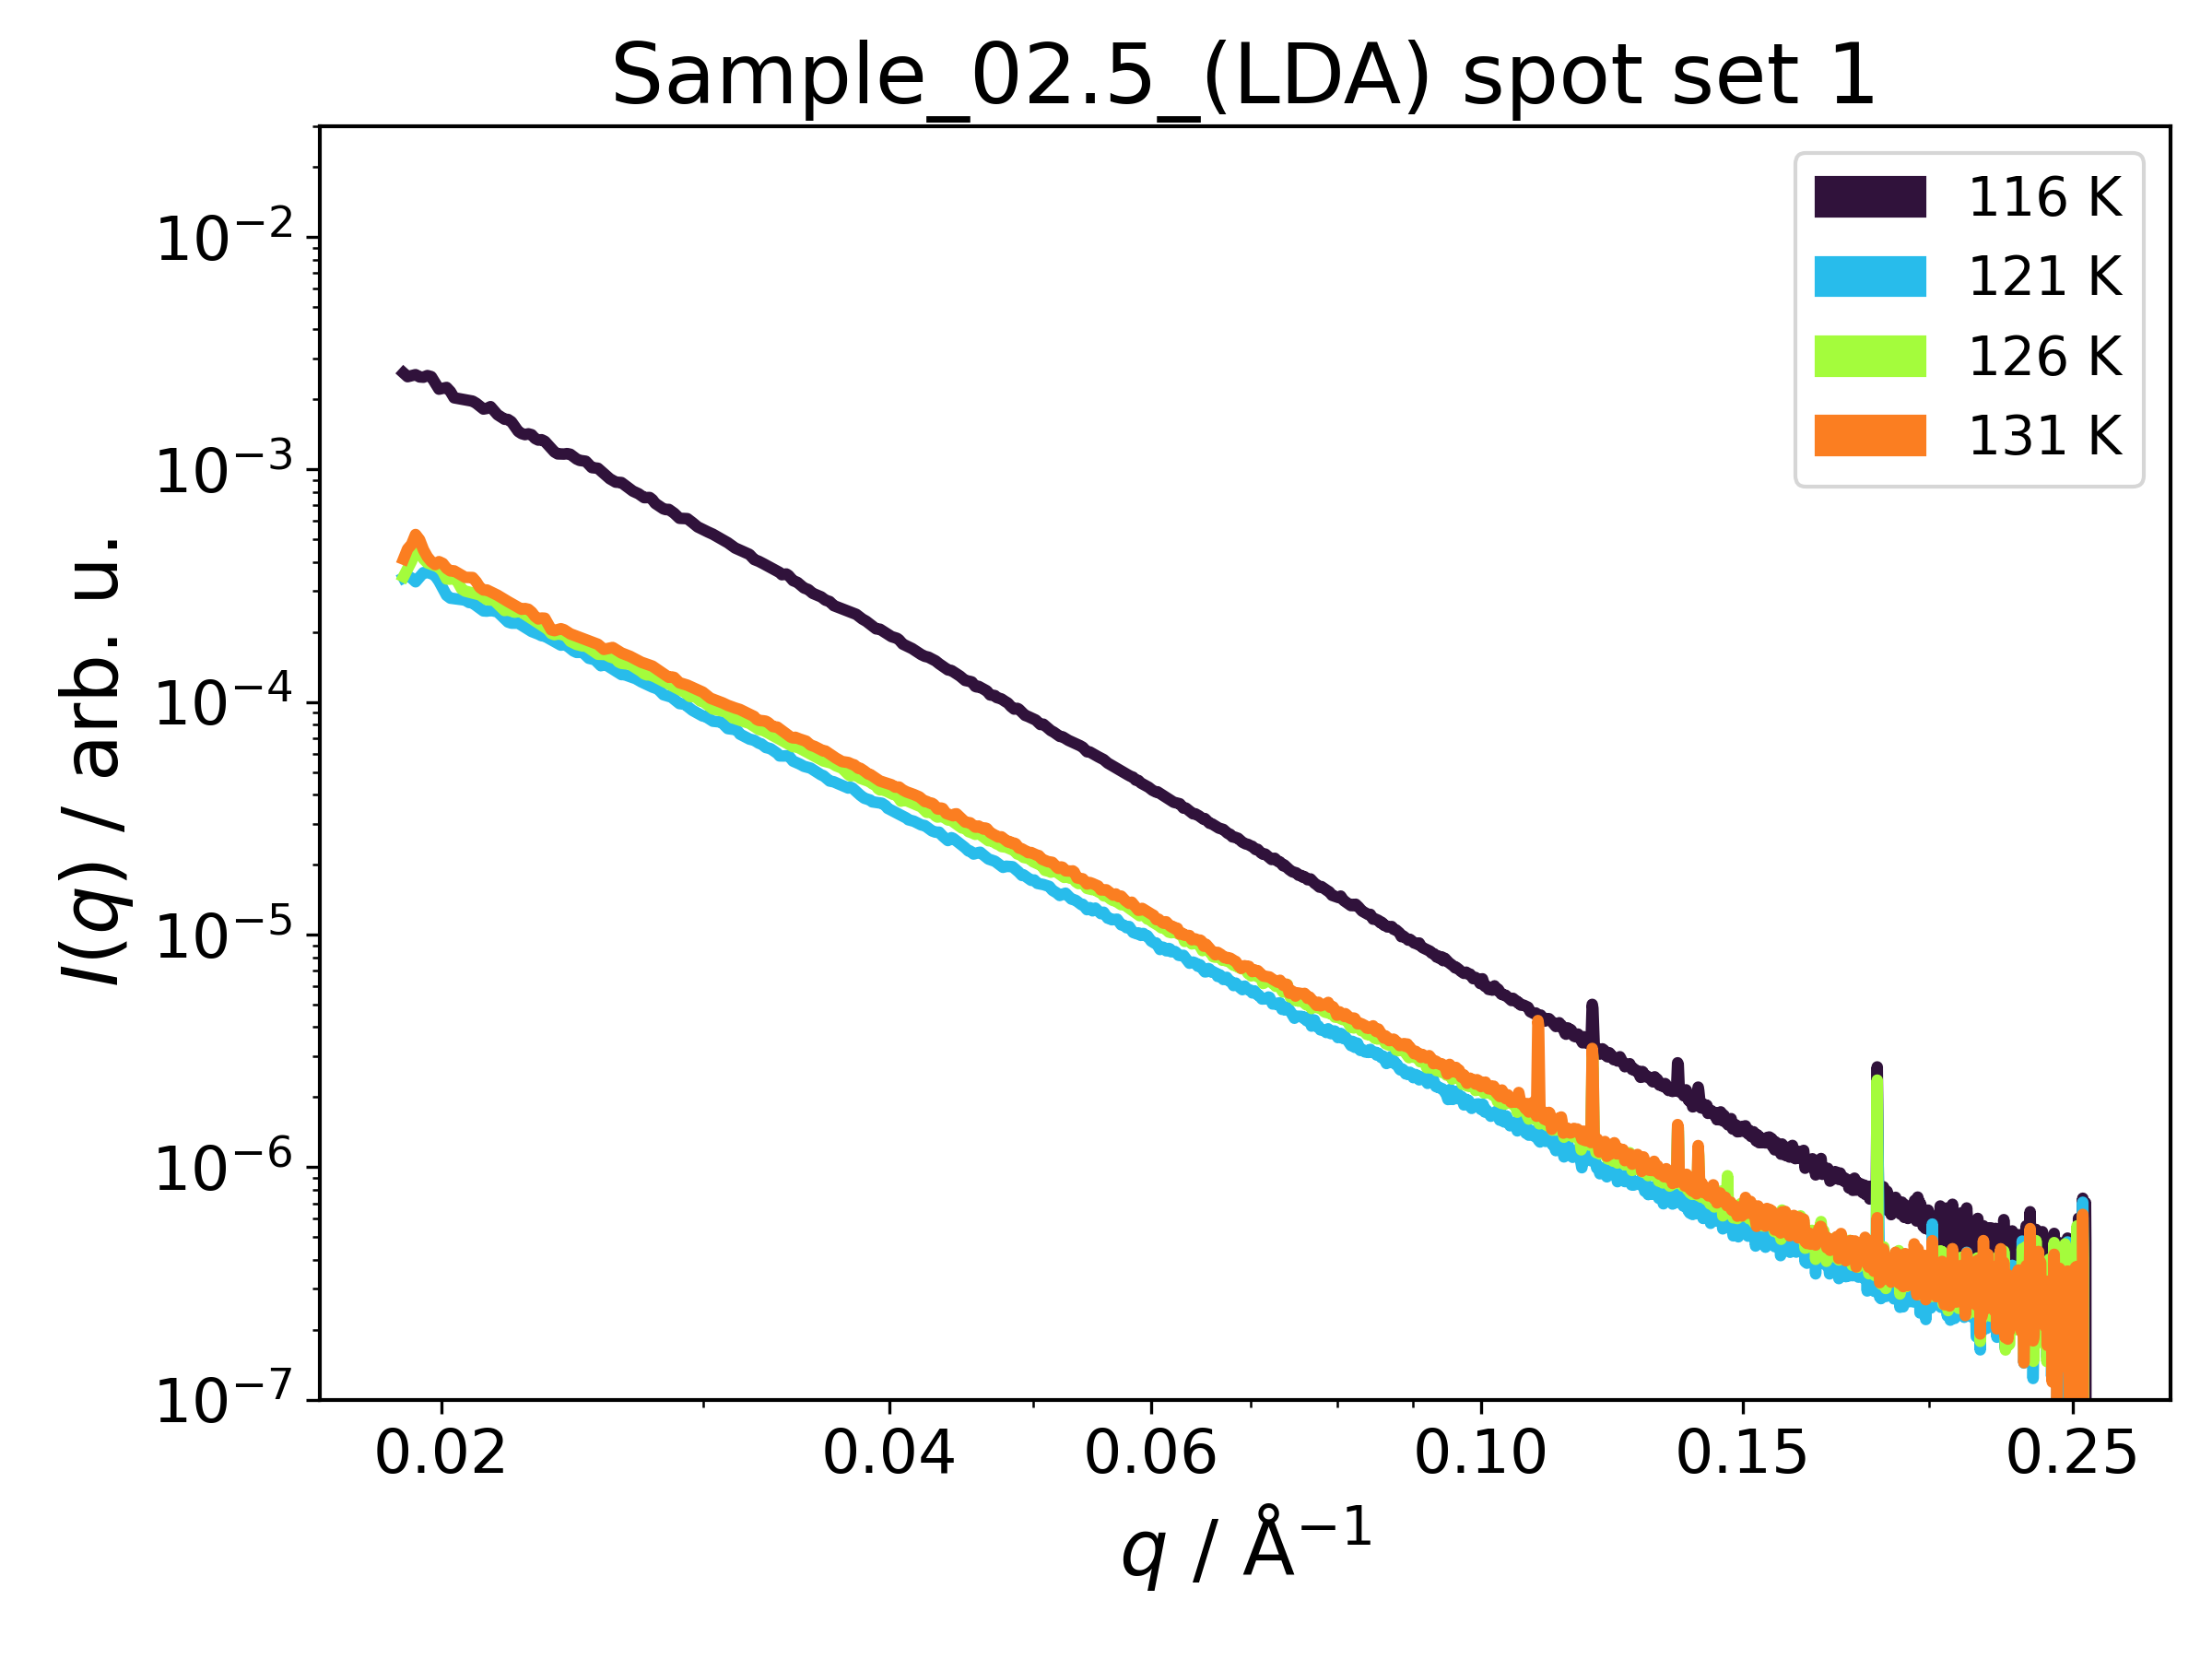 Sample_02.5_(LDA) spot set 1
116 K
121 K
126 K
131 K
10⁻²
10⁻³
10⁻⁴
10⁻⁵
10⁻⁶
10⁻⁷
I(q) / arb. u.
0.02 0.04 0.06 0.10 0.15 0.25
q / Å⁻¹